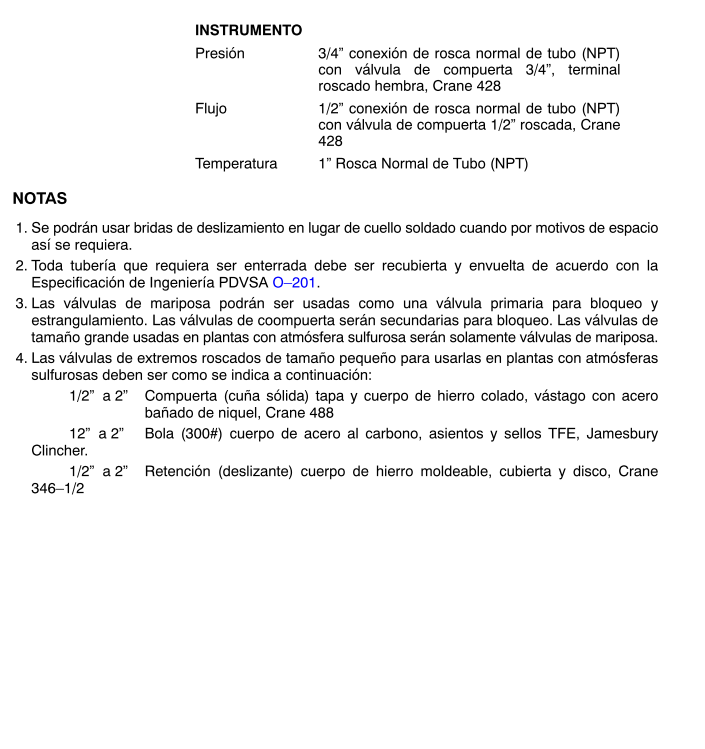 INSTRUMENTO
Presión 3/4” conexión de rosca normal de tubo (NPT)
con válvula de compuerta 3/4”, terminal
roscado hembra, Crane 428
Flujo 1/2” conexión de rosca normal de tubo (NPT)
con válvula de compuerta 1/2” roscada, Crane
428
Temperatura 1” Rosca Normal de Tubo (NPT)
NOTAS
1. Se podrán usar bridas de deslizamiento en lugar de cuello soldado cuando por motivos de espacio
así se requiera.
2. Toda tubería que requiera ser enterrada debe ser recubierta y envuelta de acuerdo con la
Especificación de Ingeniería PDVSA O–201.
3. Las válvulas de mariposa podrán ser usadas como una válvula primaria para bloqueo y
estrangulamiento. Las válvulas de coompuerta serán secundarias para bloqueo. Las válvulas de
tamaño grande usadas en plantas con atmósfera sulfurosa serán solamente válvulas de mariposa.
4. Las válvulas de extremos roscados de tamaño pequeño para usarlas en plantas con atmósferas
sulfurosas deben ser como se indica a continuación:
1/2” a 2” Compuerta (cuña sólida) tapa y cuerpo de hierro colado, vástago con acero
bañado de niquel, Crane 488
12” a 2” Bola (300#) cuerpo de acero al carbono, asientos y sellos TFE, Jamesbury
Clincher.
1/2” a 2” Retención (deslizante) cuerpo de hierro moldeable, cubierta y disco, Crane
346–1/2